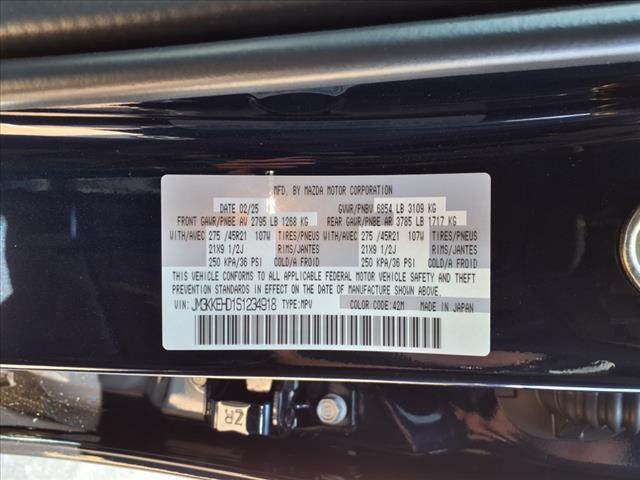 MFD. BY MAZDA MOTOR CORPORATION
DATE 02/25 GVWR/PNBV 6854 LB 3109 KG
FRONT GAWR/PNBE AV 2795 LB 1268 KG REAR GAWR/PNBE AR 3785 LB 1717 KG
WITH/AVEC 275 /45R21 107W TIRES/PNEUS WITH/AVEC 275 /45R21 107W TIRES/PNEUS
21X9 1/2J RIMS/JANTES 21X9 1/2J RIMS/JANTES
250 KPA/36 PSI COLD/A FROID 250 KPA/36 PSI COLD/A FROID
THIS VEHICLE CONFORMS TO ALL APPLICABLE FEDERAL MOTOR VEHICLE SAFETY AND THEFT
PREVENTION STANDARDS IN EFFECT ON THE DATE OF MANUFACTURE SHOWN ABOVE.
VIN: JM3KKEHD1S1234918 TYPE:MPV COLOR CODE:42M MADE IN JAPAN
ZR